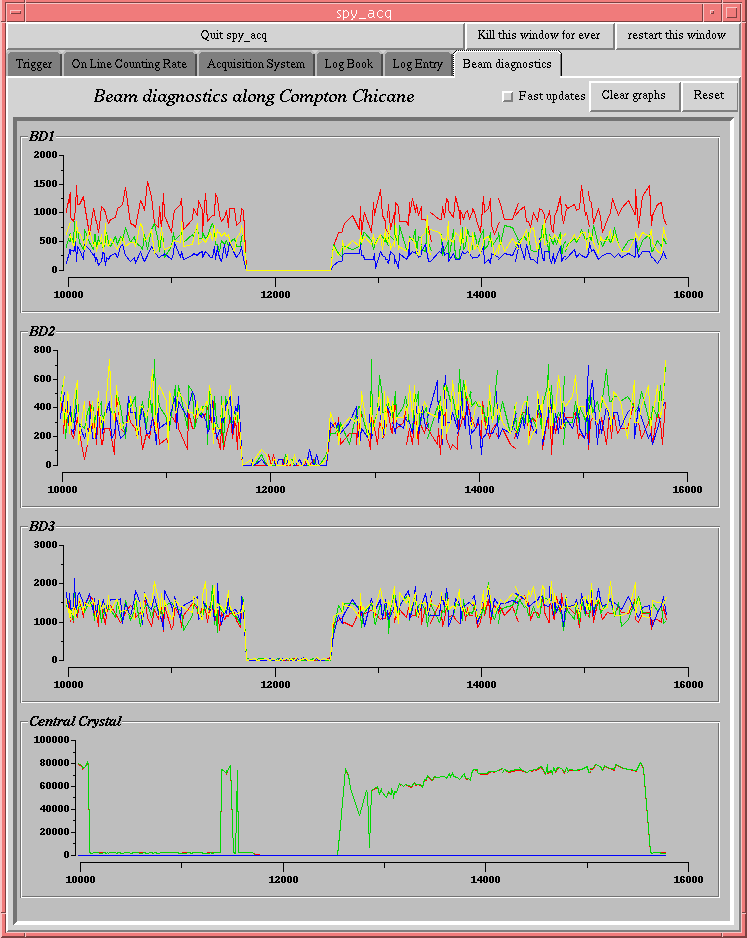 spy_acq
Quit spy_acq Kill this window for ever restart this window
Trigger On Line Counting Rate Acquisition System Log Book Log Entry Beam diagnostics
Beam diagnostics along Compton Chicane Fast updates Clear graphs Reset
BD1
2000
1500
1000
500
0
10000 12000 14000 16000
BD2
800
600
400
200
0
10000 12000 14000 16000
BD3
3000
2000
1000
0
10000 12000 14000 16000
Central Crystal
100000
80000
60000
40000
20000
0
10000 12000 14000 16000